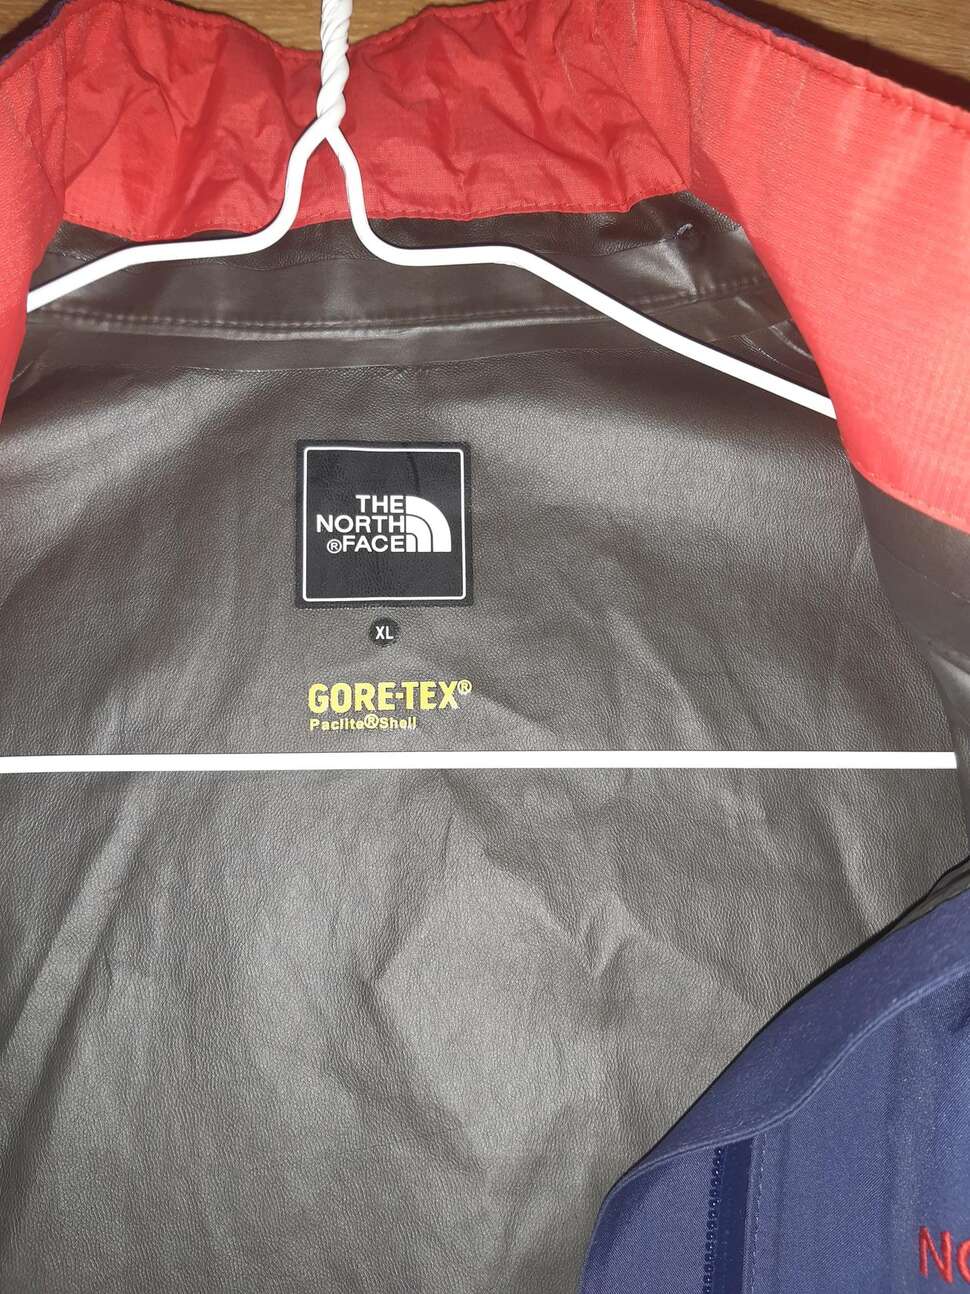 THE
NORTH
®FACE
XL
GORE-TEX®
Paclite®Shell